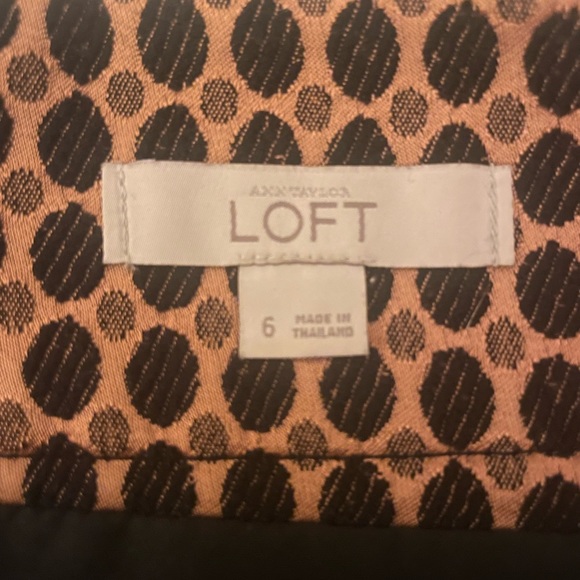 ANN TAYLOR
LOFT
6
MADE IN
THAILAND